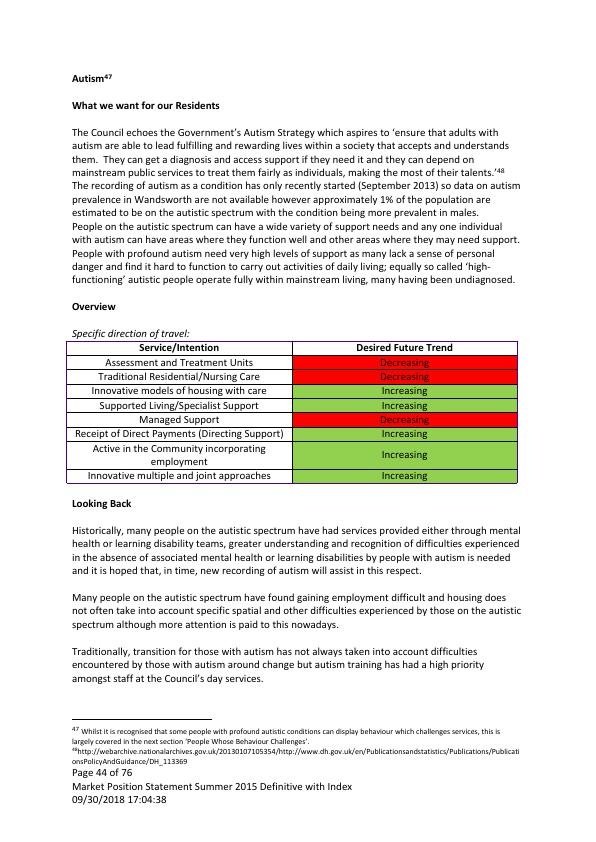 Autism47
What we want for our Residents
The Council echoes the Government's Autism Strategy which aspires to 'ensure that adults with
autism are able to lead fulfilling and rewarding lives within a society that accepts and understands
them.  They can get a diagnosis and access support if they need it and they can depend on
mainstream public services to treat them fairly as individuals, making the most of their talents.'48
The recording of autism as a condition has only recently started (September 2013) so data on autism
prevalence in Wandsworth are not available however approximately 1% of the population are
estimated to be on the autistic spectrum with the condition being more prevalent in males.
People on the autistic spectrum can have a wide variety of support needs and any one individual
with autism can have areas where they function well and other areas where they may need support.
People with profound autism need very high levels of support as many lack a sense of personal
danger and find it hard to function to carry out activities of daily living; equally so called 'high-
functioning' autistic people operate fully within mainstream living, many having been undiagnosed.
Overview
Specific direction of travel:
Service/Intention Desired Future Trend
Assessment and Treatment Units Decreasing
Traditional Residential/Nursing Care Decreasing
Innovative models of housing with care Increasing
Supported Living/Specialist Support Increasing
Managed Support Decreasing
Receipt of Direct Payments (Directing Support) Increasing
Active in the Community incorporating
employment Increasing
Innovative multiple and joint approaches Increasing
Looking Back
Historically, many people on the autistic spectrum have had services provided either through mental
health or learning disability teams, greater understanding and recognition of difficulties experienced
in the absence of associated mental health or learning disabilities by people with autism is needed
and it is hoped that, in time, new recording of autism will assist in this respect.
Many people on the autistic spectrum have found gaining employment difficult and housing does
not often take into account specific spatial and other difficulties experienced by those on the autistic
spectrum although more attention is paid to this nowadays.
Traditionally, transition for those with autism has not always taken into account difficulties
encountered by those with autism around change but autism training has had a high priority
amongst staff at the Council's day services.
47 Whilst it is recognised that some people with profound autistic conditions can display behaviour which challenges services, this is
largely covered in the next section 'People Whose Behaviour Challenges'.
48http://webarchive.nationalarchives.gov.uk/20130107105354/http://www.dh.gov.uk/en/Publicationsandstatistics/Publications/Publicati
onsPolicyAndGuidance/DH_113369
Page 44 of 76
Market Position Statement Summer 2015 Definitive with Index
09/30/2018 17:04:38